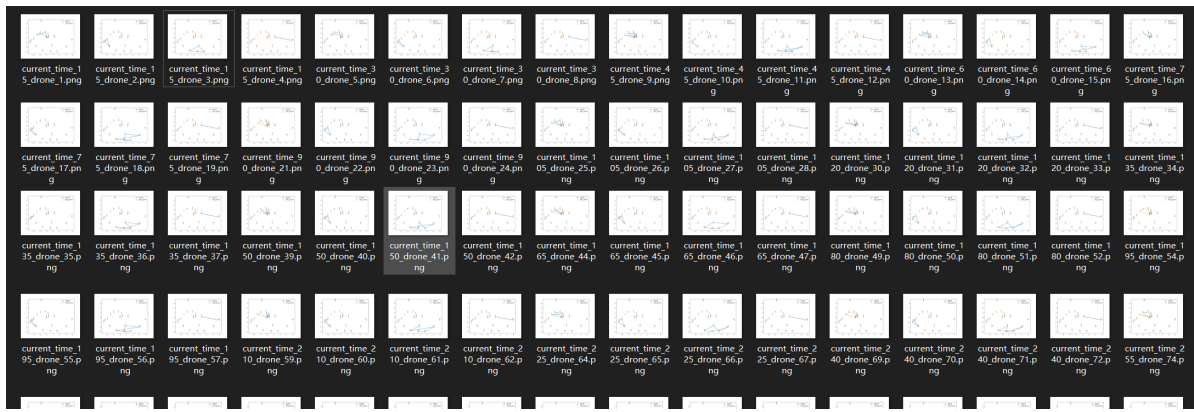 current_time_1
5_drone_1.png
current_time_1
5_drone_2.png
current_time_1
5_drone_3.png
current_time_1
5_drone_4.png
current_time_3
0_drone_5.png
current_time_3
0_drone_6.png
current_time_3
0_drone_7.png
current_time_3
0_drone_8.png
current_time_4
5_drone_9.png
current_time_4
5_drone_10.pn
g
current_time_4
5_drone_11.pn
g
current_time_4
5_drone_12.pn
g
current_time_6
0_drone_13.pn
g
current_time_6
0_drone_14.pn
g
current_time_6
0_drone_15.pn
g
current_time_7
5_drone_16.pn
g
current_time_7
5_drone_17.pn
g
current_time_7
5_drone_18.pn
g
current_time_7
5_drone_19.pn
g
current_time_9
0_drone_21.pn
g
current_time_9
0_drone_22.pn
g
current_time_9
0_drone_23.pn
g
current_time_9
0_drone_24.pn
g
current_time_1
05_drone_25.p
ng
current_time_1
05_drone_26.p
ng
current_time_1
05_drone_27.p
ng
current_time_1
05_drone_28.p
ng
current_time_1
20_drone_30.p
ng
current_time_1
20_drone_31.p
ng
current_time_1
20_drone_32.p
ng
current_time_1
20_drone_33.p
ng
current_time_1
35_drone_34.p
ng
current_time_1
35_drone_35.p
ng
current_time_1
35_drone_36.p
ng
current_time_1
35_drone_37.p
ng
current_time_1
50_drone_39.p
ng
current_time_1
50_drone_40.p
ng
current_time_1
50_drone_41.p
ng
current_time_1
50_drone_42.p
ng
current_time_1
65_drone_44.p
ng
current_time_1
65_drone_45.p
ng
current_time_1
65_drone_46.p
ng
current_time_1
65_drone_47.p
ng
current_time_1
80_drone_49.p
ng
current_time_1
80_drone_50.p
ng
current_time_1
80_drone_51.p
ng
current_time_1
80_drone_52.p
ng
current_time_1
95_drone_54.p
ng
current_time_1
95_drone_55.p
ng
current_time_1
95_drone_56.p
ng
current_time_1
95_drone_57.p
ng
current_time_2
10_drone_59.p
ng
current_time_2
10_drone_60.p
ng
current_time_2
10_drone_61.p
ng
current_time_2
10_drone_62.p
ng
current_time_2
25_drone_64.p
ng
current_time_2
25_drone_65.p
ng
current_time_2
25_drone_66.p
ng
current_time_2
25_drone_67.p
ng
current_time_2
40_drone_69.p
ng
current_time_2
40_drone_70.p
ng
current_time_2
40_drone_71.p
ng
current_time_2
40_drone_72.p
ng
current_time_2
55_drone_74.p
ng